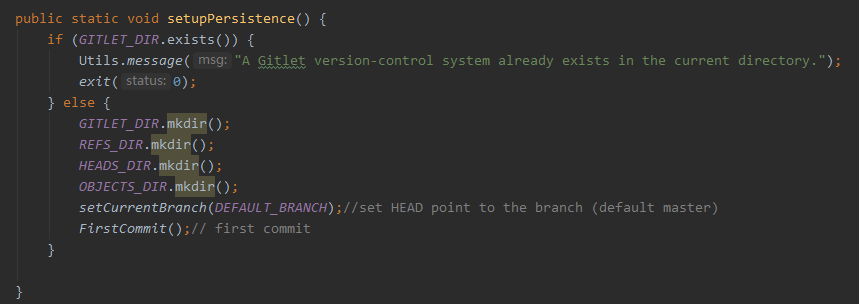 public static void setupPersistence() {
if (GITLET_DIR.exists()) {
Utils.message( msg: "A Gitlet version-control system already exists in the current directory.");
exit( status: 0);
} else {
GITLET_DIR.mkdir();
REFS_DIR.mkdir();
HEADS_DIR.mkdir();
OBJECTS_DIR.mkdir();
setCurrentBranch(DEFAULT_BRANCH);//set HEAD point to the branch (default master)
FirstCommit();// first commit
}
}